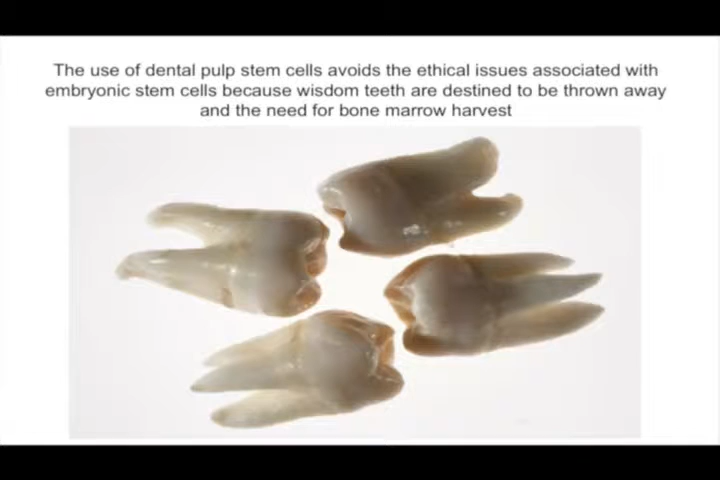 The use of dental pulp stem cells avoids the ethical issues associated with
embryonic stem cells because wisdom teeth are destined to be thrown away
and the need for bone marrow harvest